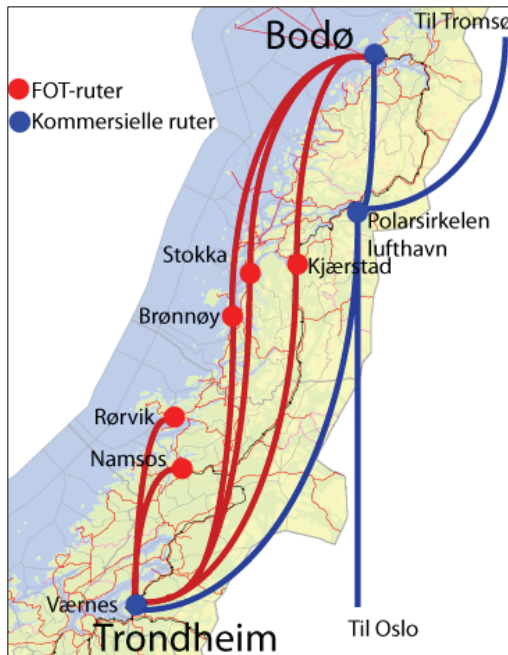 Til Tromsø
Bodø
FOT-ruter
Kommersielle ruter
Polarsirkelen
lufthavn
Stokka
Kjærstad
Brønnøy
Rørvik
Namsos
Værnes
Til Oslo
Trondheim